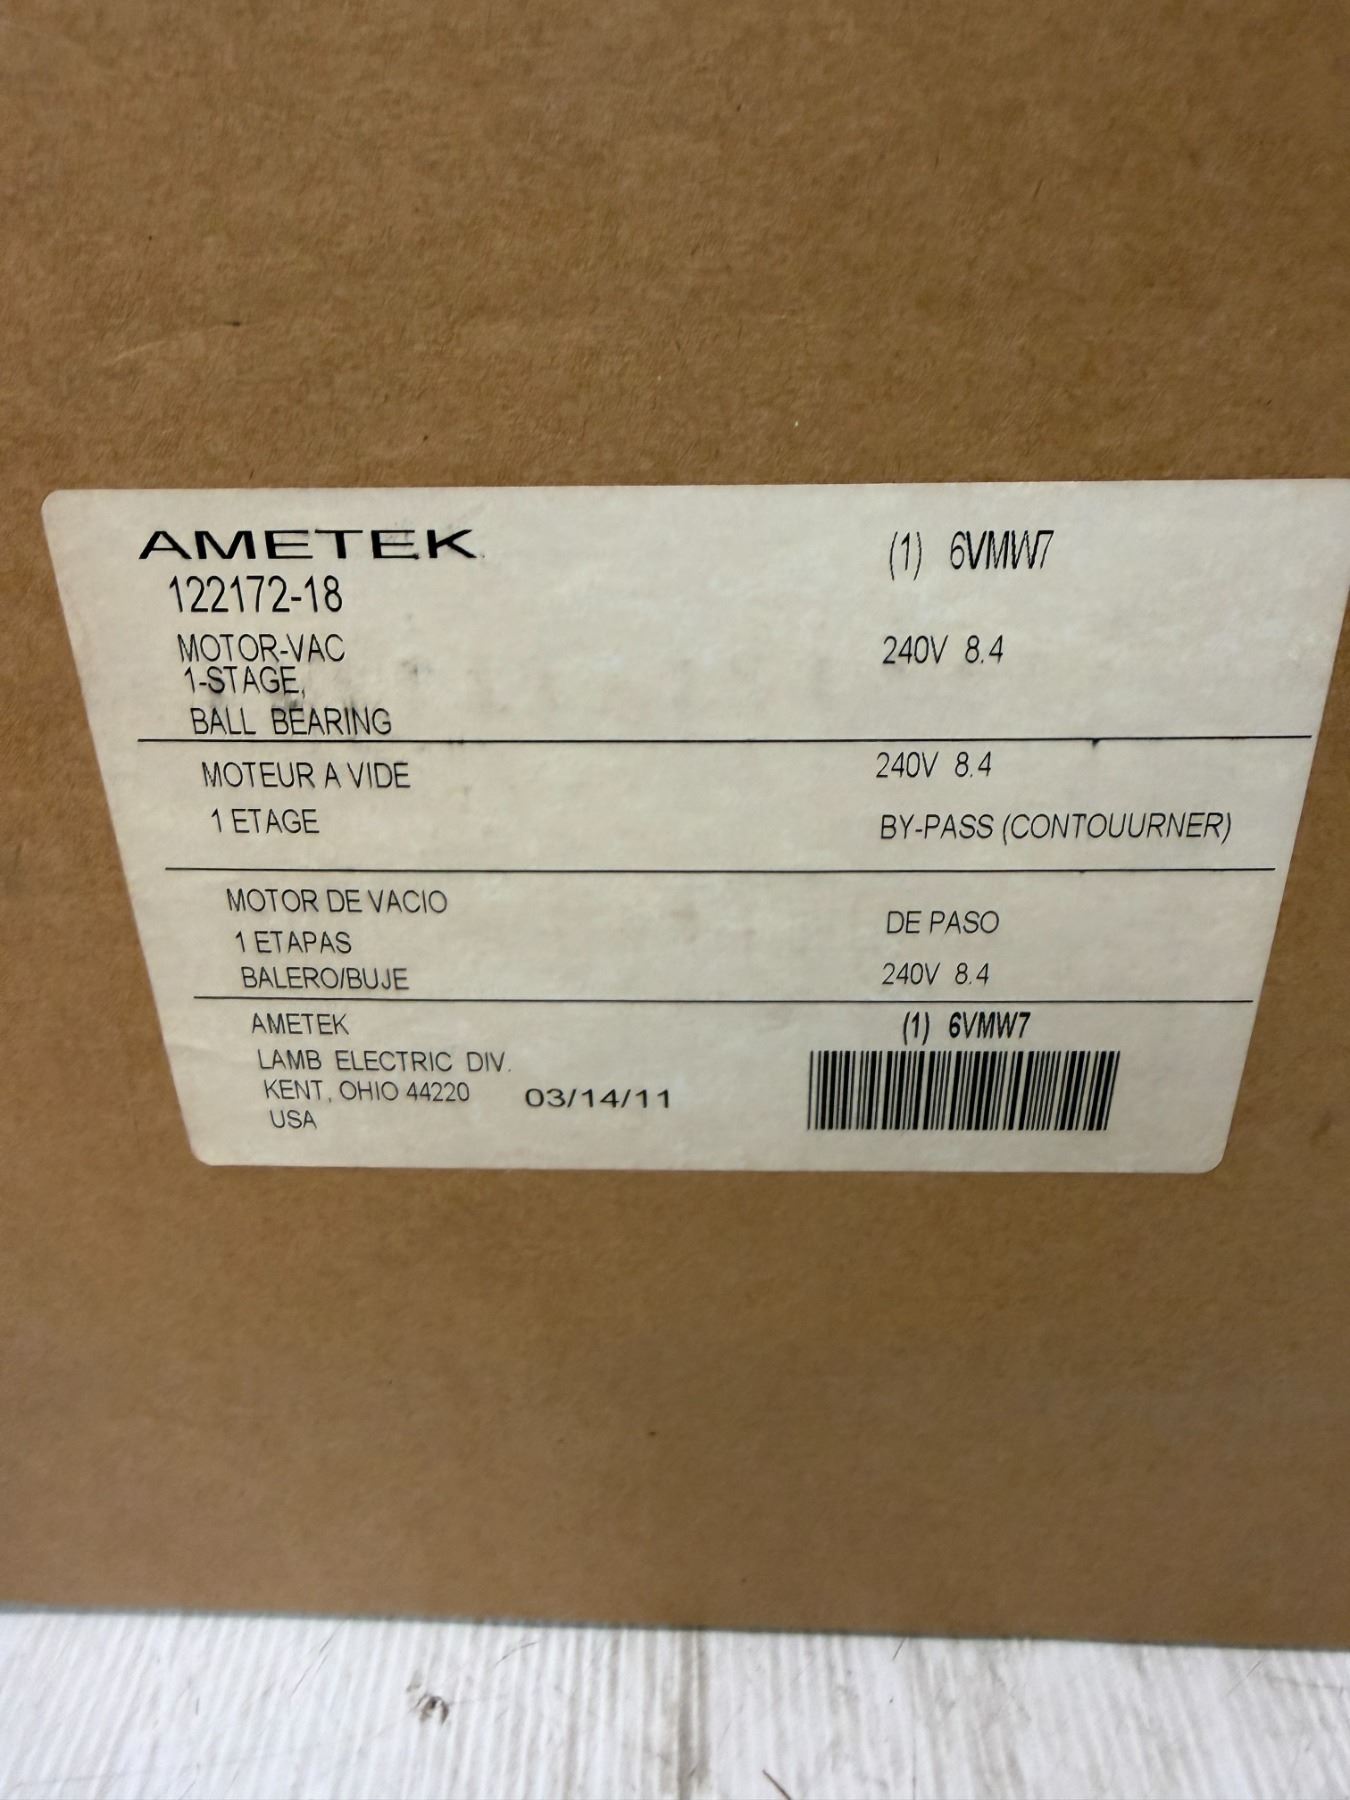 AMETEK
(1) 6VMW7
122172-18
MOTOR-VAC
240V 8.4
1-STAGE,
BALL BEARING
MOTEUR A VIDE
240V 8.4
1 ETAGE
BY-PASS (CONTOUURNER)
MOTOR DE VACIO
DE PASO
1 ETAPAS
BALERO/BUJE
240V 8.4
AMETEK
(1) 6VMW7
LAMB ELECTRIC DIV.
KENT, OHIO 44220
03/14/11
USA